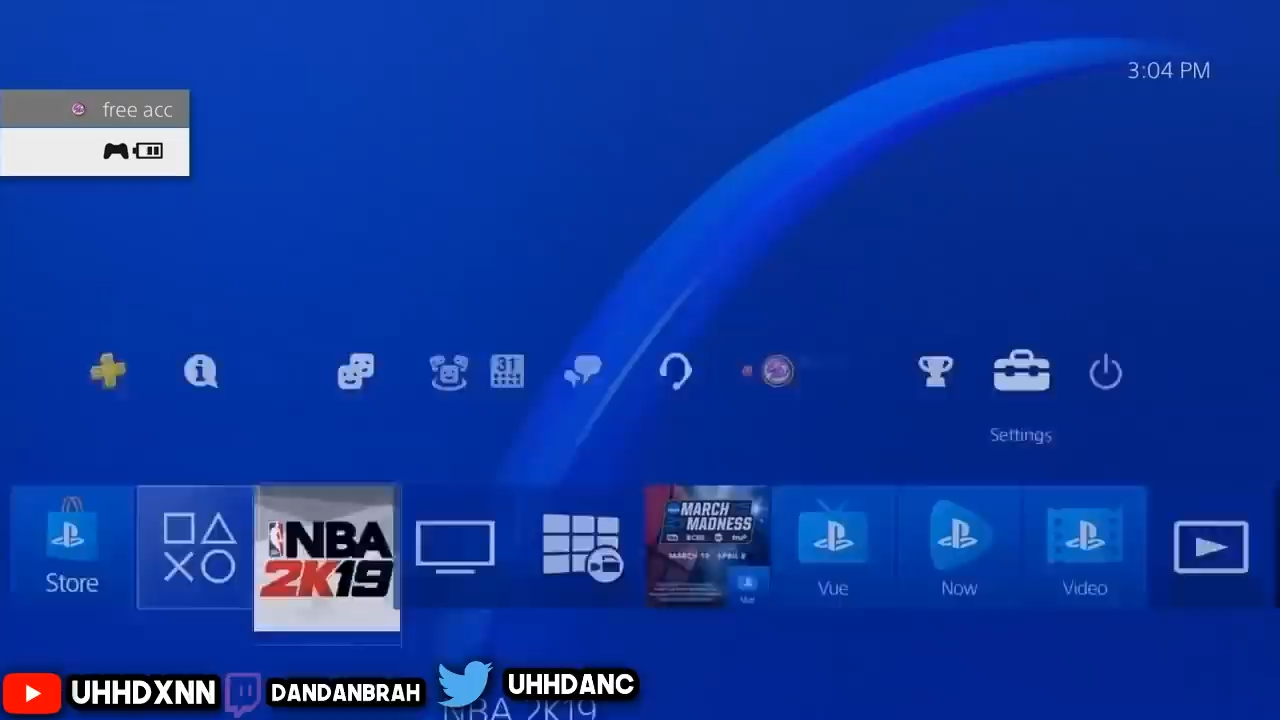 3:04 PM
free acc
31
Settings
Store
NBA
2K19
MARCH
MADNESS
Vue
Now
Video
UHHDXNN
DANDANBRAH
UHHDANC
NBA 2K19